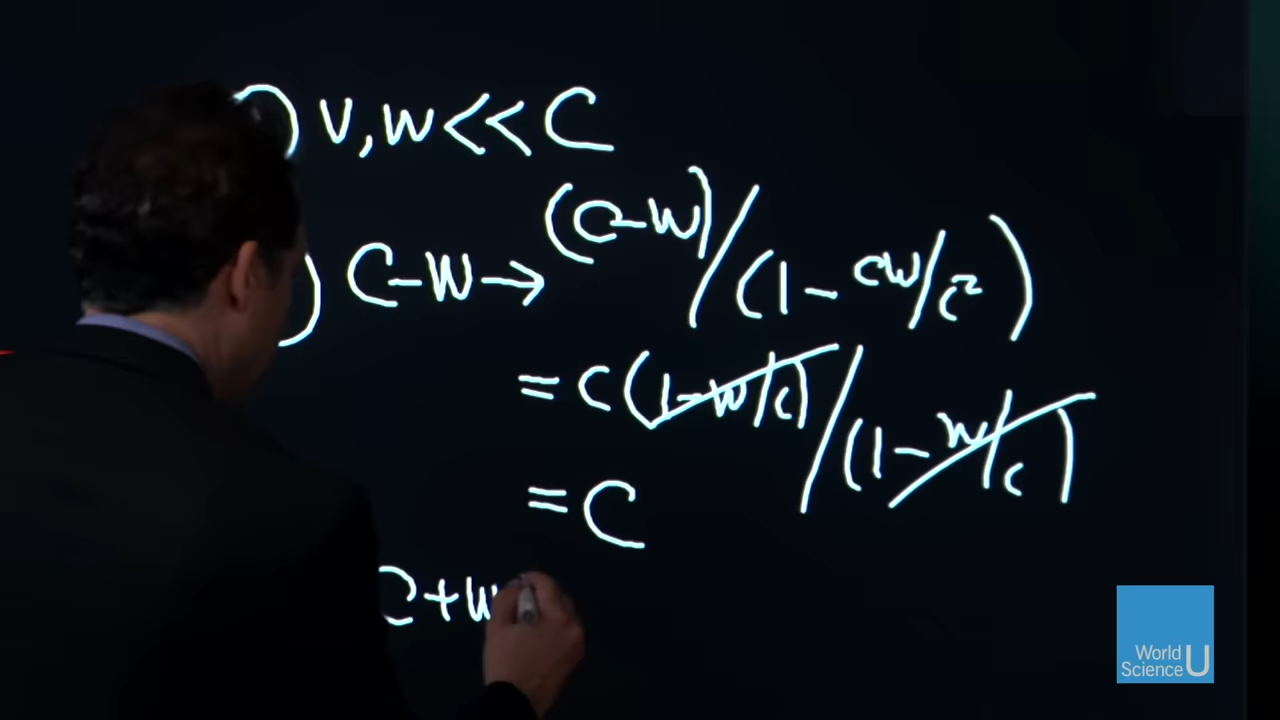 ) V, W << C
) C - W → (C - W) / (1 - CW/C²)
= C (1 - W/C) / (1 - W/C)
= C
C + W
World
Science U